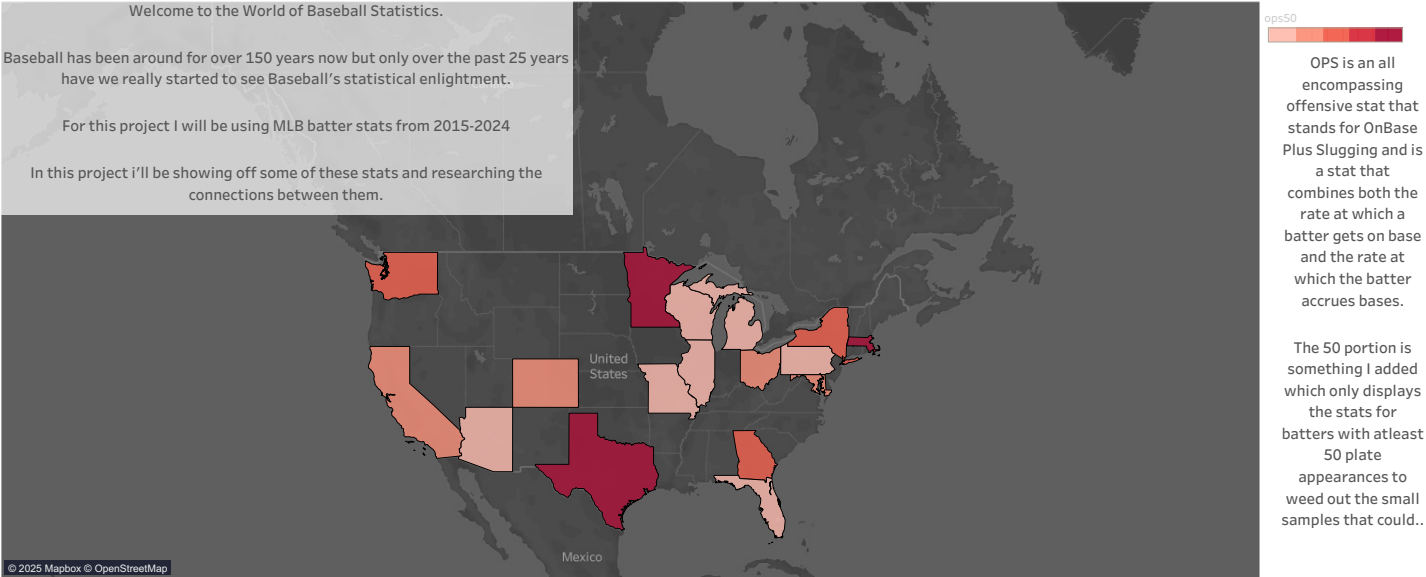 Welcome to the World of Baseball Statistics.
Baseball has been around for over 150 years now but only over the past 25 years
have we really started to see Baseball's statistical enlightment.
For this project I will be using MLB batter stats from 2015-2024
In this project i'll be showing off some of these stats and researching the
connections between them.
United
States
Mexico
© 2025 Mapbox © OpenStreetMap
ops50
OPS is an all
encompassing
offensive stat that
stands for OnBase
Plus Slugging and is
a stat that
combines both the
rate at which a
batter gets on base
and the rate at
which the batter
accrues bases.
The 50 portion is
something I added
which only displays
the stats for
batters with atleast
50 plate
appearances to
weed out the small
samples that could..